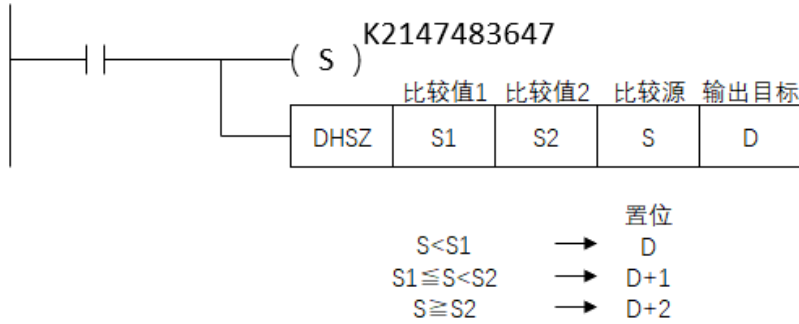 ( S ) K2147483647
比较值1 比较值2 比较源 输出目标
DHSZ S1 S2 S D
置位
S<S1 → D
S1≦S<S2 → D+1
S≧S2 → D+2